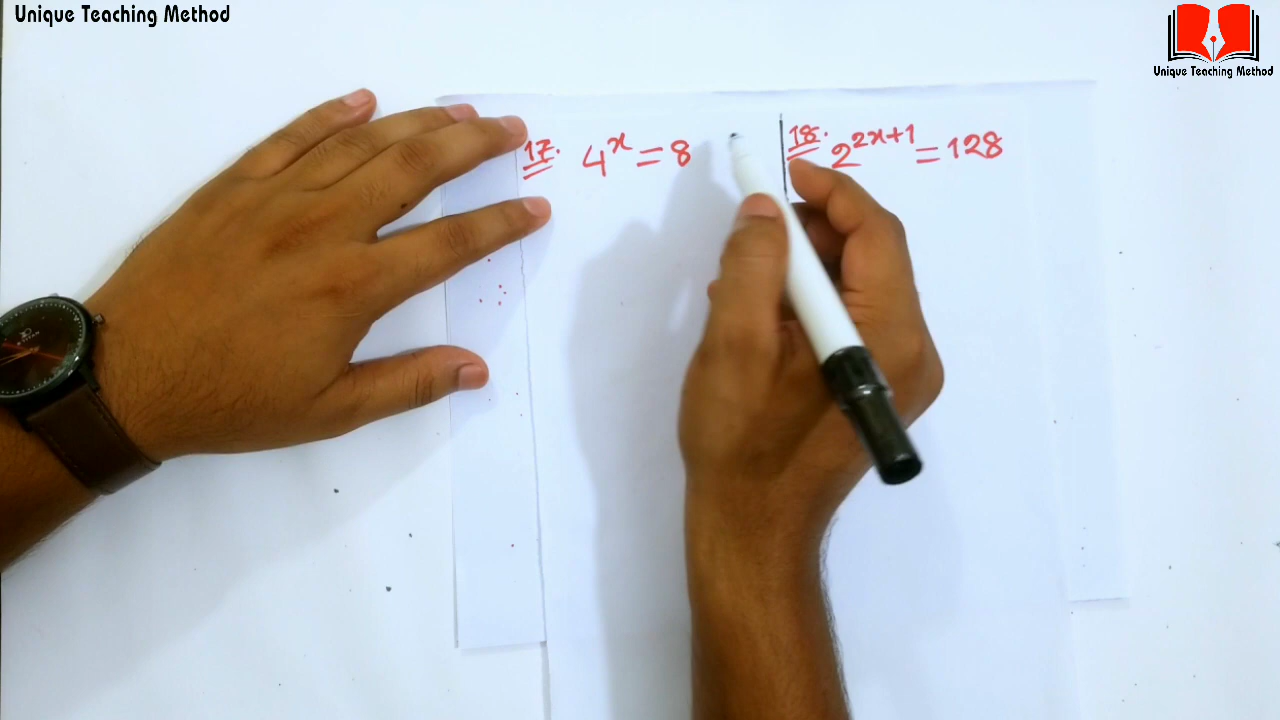 Unique Teaching Method
Unique Teaching Method
17. 4^x = 8
18. 2^{2x+1} = 128